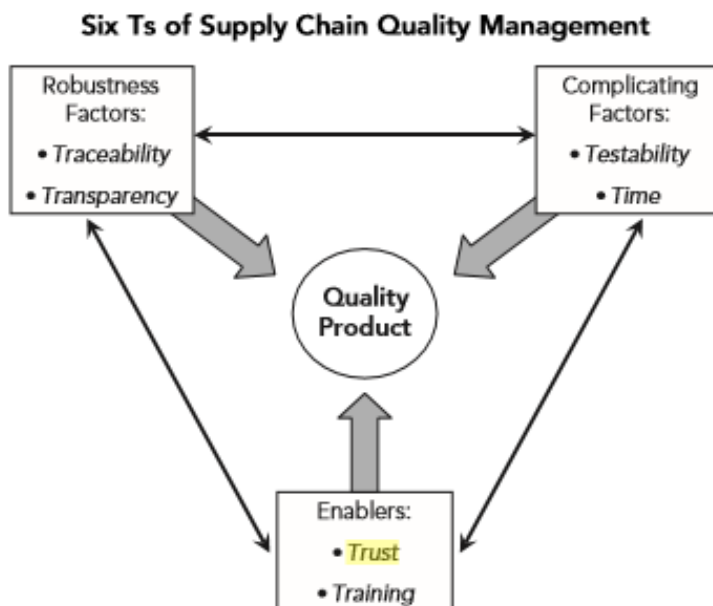 Six Ts of Supply Chain Quality Management
Robustness
Factors:
• Traceability
• Transparency
Complicating
Factors:
• Testability
• Time
Quality
Product
Enablers:
• Trust
• Training